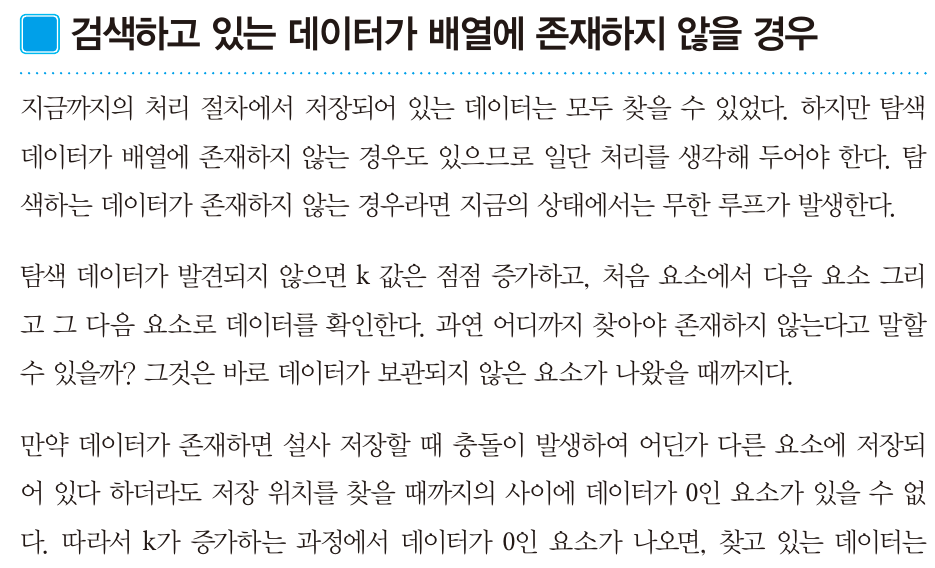 검색하고 있는 데이터가 배열에 존재하지 않을 경우
지금까지의 처리 절차에서 저장되어 있는 데이터는 모두 찾을 수 있었다. 하지만 탐색
데이터가 배열에 존재하지 않는 경우도 있으므로 일단 처리를 생각해 두어야 한다. 탐
색하는 데이터가 존재하지 않는 경우라면 지금의 상태에서는 무한 루프가 발생한다.
탐색 데이터가 발견되지 않으면 k 값은 점점 증가하고, 처음 요소에서 다음 요소 그리
고 그 다음 요소로 데이터를 확인한다. 과연 어디까지 찾아야 존재하지 않는다고 말할
수 있을까? 그것은 바로 데이터가 보관되지 않은 요소가 나왔을 때까지다.
만약 데이터가 존재하면 설사 저장할 때 충돌이 발생하여 어딘가 다른 요소에 저장되
어 있다 하더라도 저장 위치를 찾을 때까지의 사이에 데이터가 0인 요소가 있을 수 없
다. 따라서 k가 증가하는 과정에서 데이터가 0인 요소가 나오면, 찾고 있는 데이터는